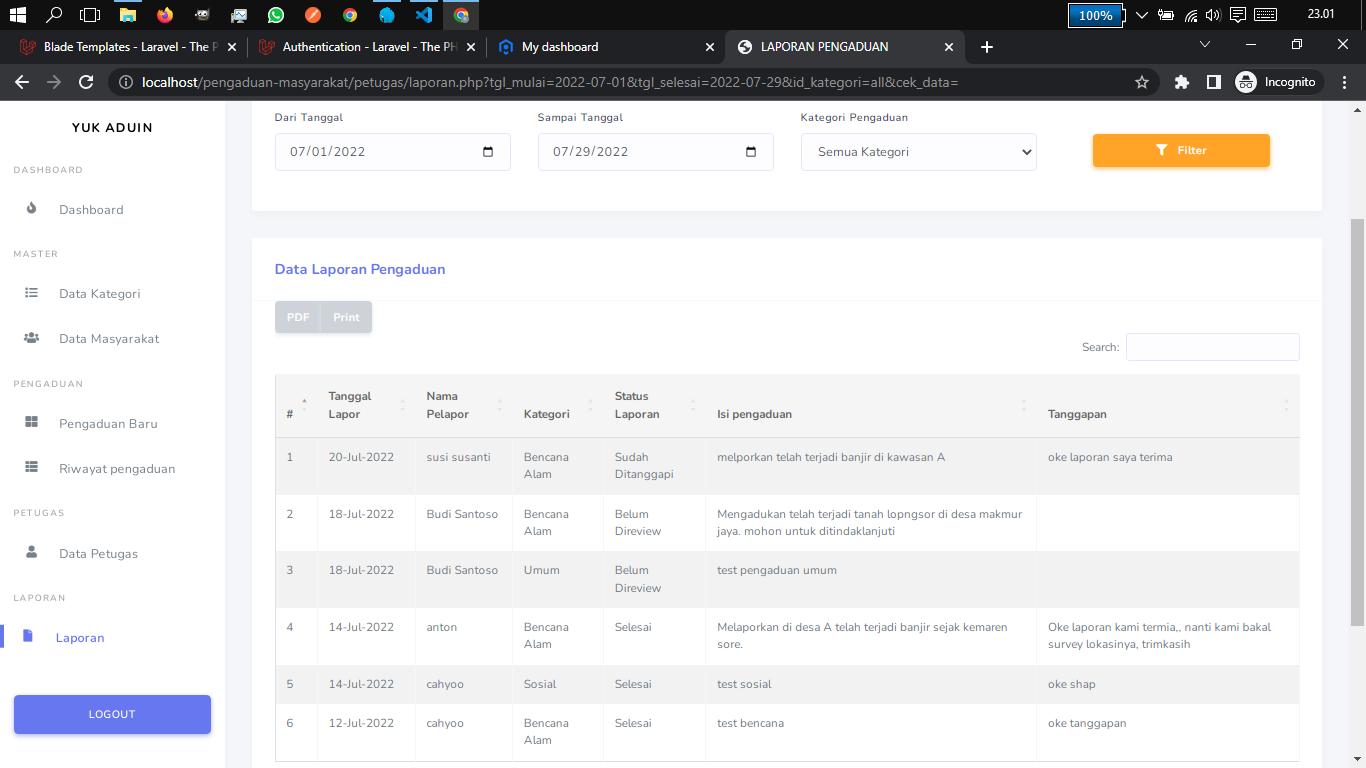 100%
23.01
Blade Templates - Laravel - The P
Authentication - Laravel - The PH
My dashboard
LAPORAN PENGADUAN
localhost/pengaduan-masyarakat/petugas/laporan.php?tgl_mulai=2022-07-01&tgl_selesai=2022-07-29&id_kategori=all&cek_data=
Incognito
YUK ADUIN
DASHBOARD
Dashboard
MASTER
Data Kategori
Data Masyarakat
PENGADUAN
Pengaduan Baru
Riwayat pengaduan
PETUGAS
Data Petugas
LAPORAN
Laporan
LOGOUT
Dari Tanggal
Sampai Tanggal
Kategori Pengaduan
07/01/2022
07/29/2022
Semua Kategori
Filter
Data Laporan Pengaduan
PDF Print
Search:
# Tanggal Lapor Nama Pelapor Kategori Status Laporan Isi pengaduan Tanggapan
1 20-Jul-2022 susi susanti Bencana Alam Sudah Ditanggapi melporkan telah terjadi banjir di kawasan A oke laporan saya terima
2 18-Jul-2022 Budi Santoso Bencana Alam Belum Direview Mengadukan telah terjadi tanah lopngsor di desa makmur jaya. mohon untuk ditindaklanjuti
3 18-Jul-2022 Budi Santoso Umum Belum Direview test pengaduan umum
4 14-Jul-2022 anton Bencana Alam Selesai Melaporkan di desa A telah terjadi banjir sejak kemaren sore. Oke laporan kami termia,, nanti kami bakal survey lokasinya, trimkasih
5 14-Jul-2022 cahyoo Sosial Selesai test sosial oke shap
6 12-Jul-2022 cahyoo Bencana Alam Selesai test bencana oke tanggapan